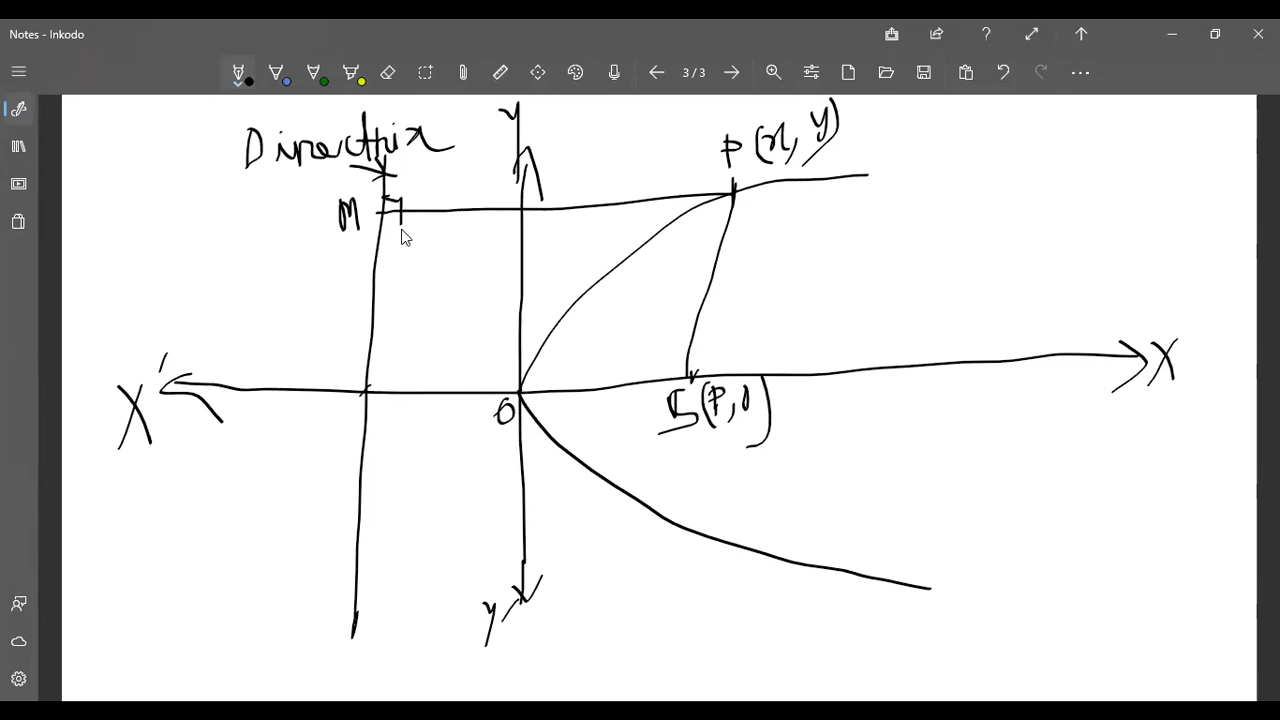 Notes - Inkodo
3/3
Directrix
y
P (x, y)
M
X'
X
O
S(P, 0)
y'